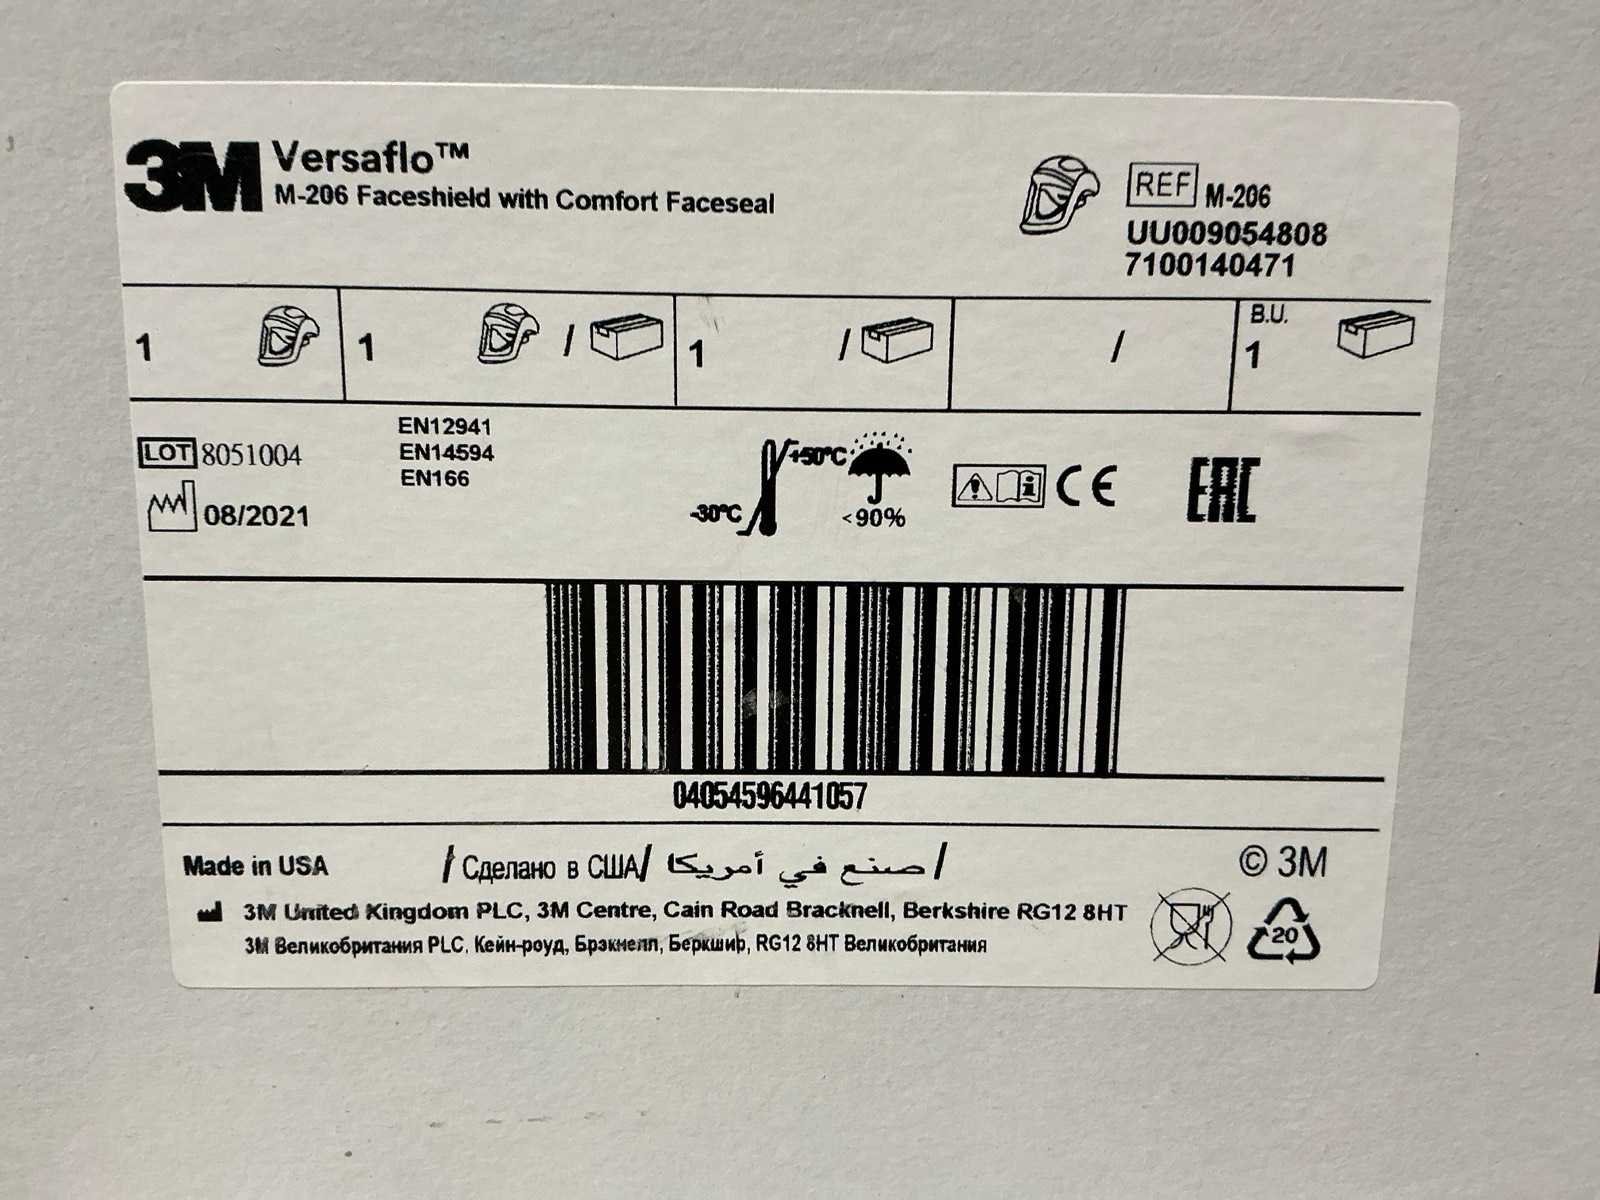 3M Versaflo™
M-206 Faceshield with Comfort Faceseal
REF M-206
UU009054808
7100140471
1
1 /
1 /
/
B.U.
1
LOT 8051004
08/2021
EN12941
EN14594
EN166
-30°C
+50°C
<90%
CE
EAC
04054596441057
Made in USA / Сделано в США/ صنع في أمريكا /
© 3M
3M United Kingdom PLC, 3M Centre, Cain Road Bracknell, Berkshire RG12 8HT
3M Великобритания PLC, Кейн-роуд, Брэкнелл, Беркшир, RG12 8HT Великобритания
20